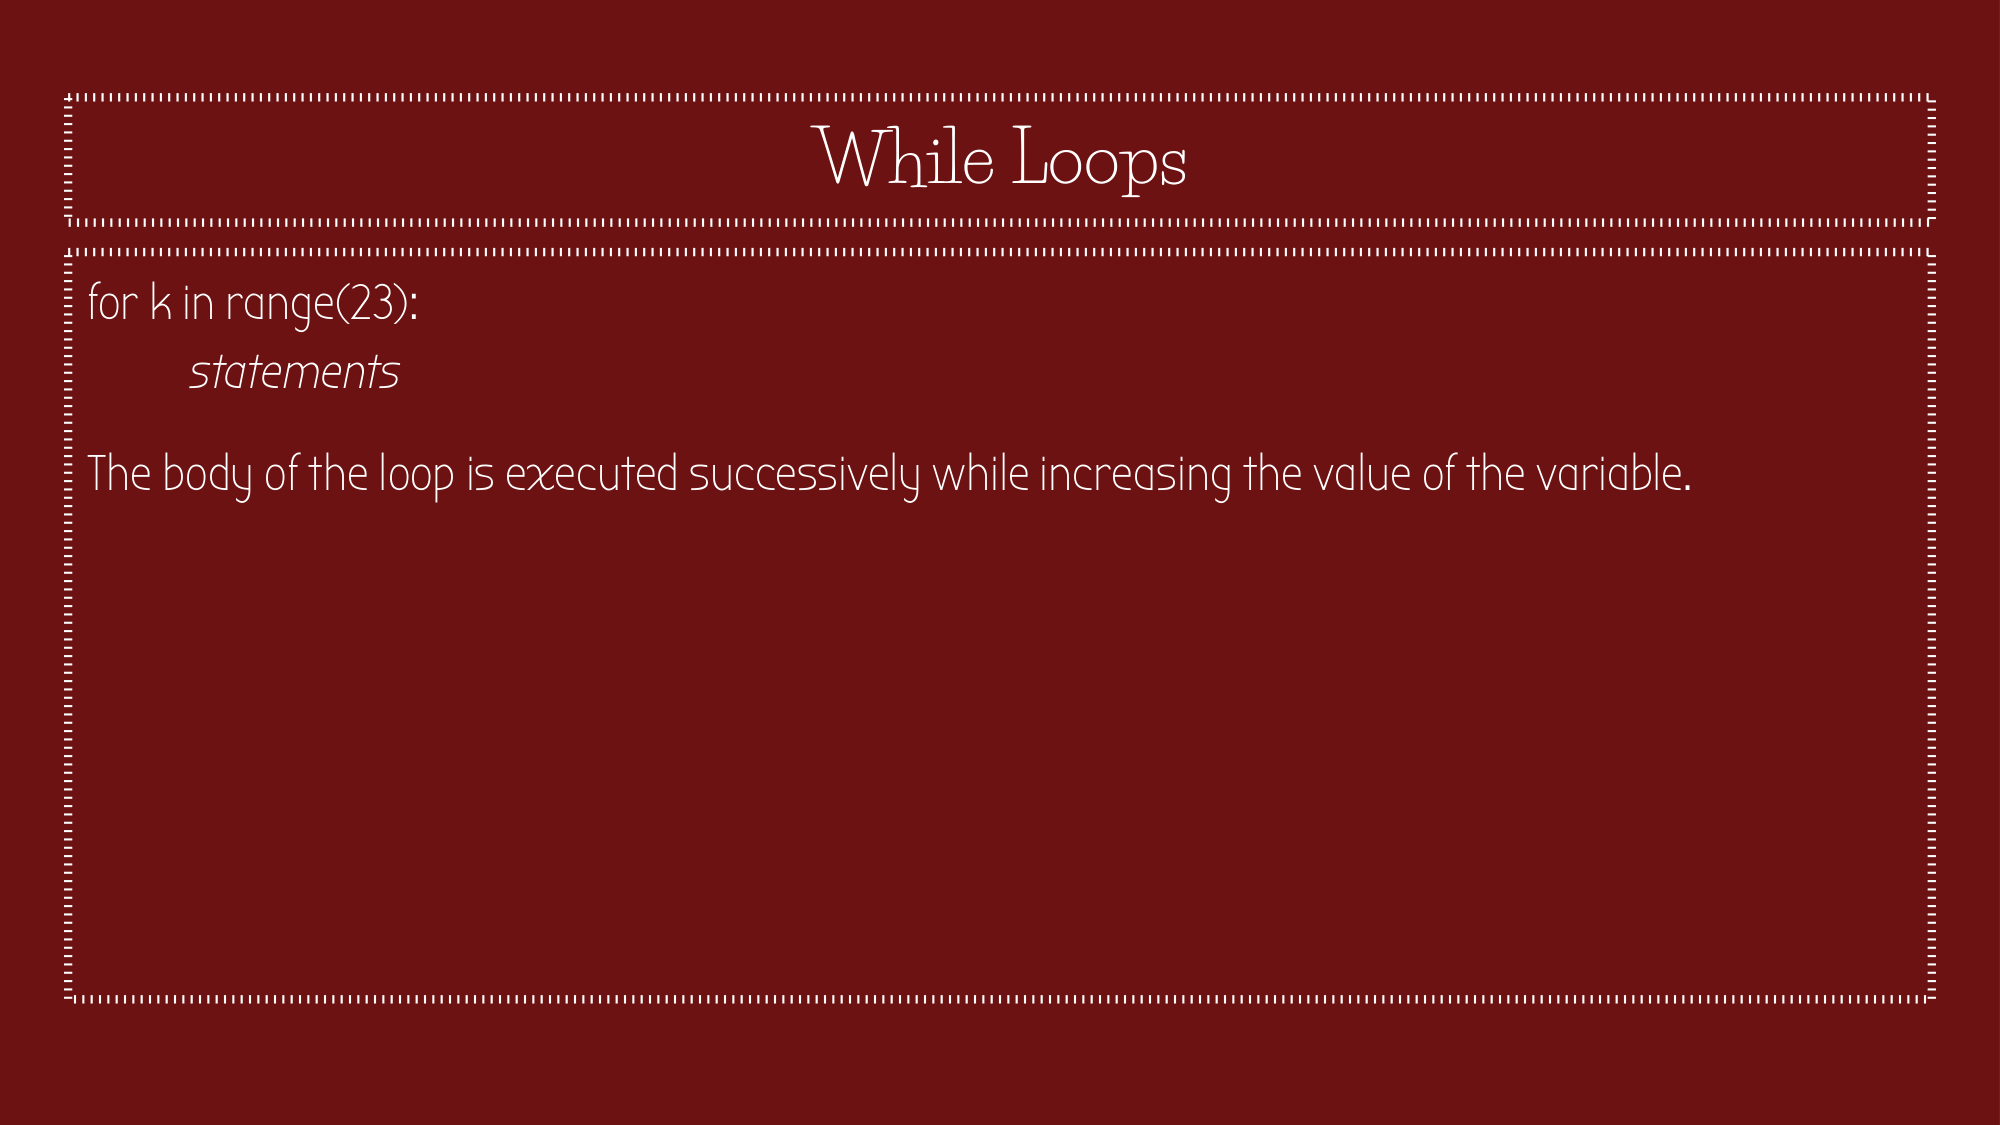 While Loops
for k in range(23):
statements
The body of the loop is executed successively while increasing the value of the variable.